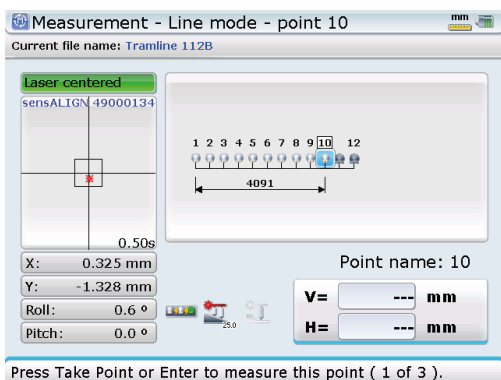 Measurement - Line mode - point 10
mm
Current file name: Tramline 112B
Laser centered
sensALIGN 49000134
0.50s
X: 0.325 mm
Y: -1.328 mm
Roll: 0.6 º
Pitch: 0.0 º
1 2 3 4 5 6 7 8 9 10 12
4091
25.0
Point name: 10
V= --- mm
H= --- mm
Press Take Point or Enter to measure this point ( 1 of 3 ).